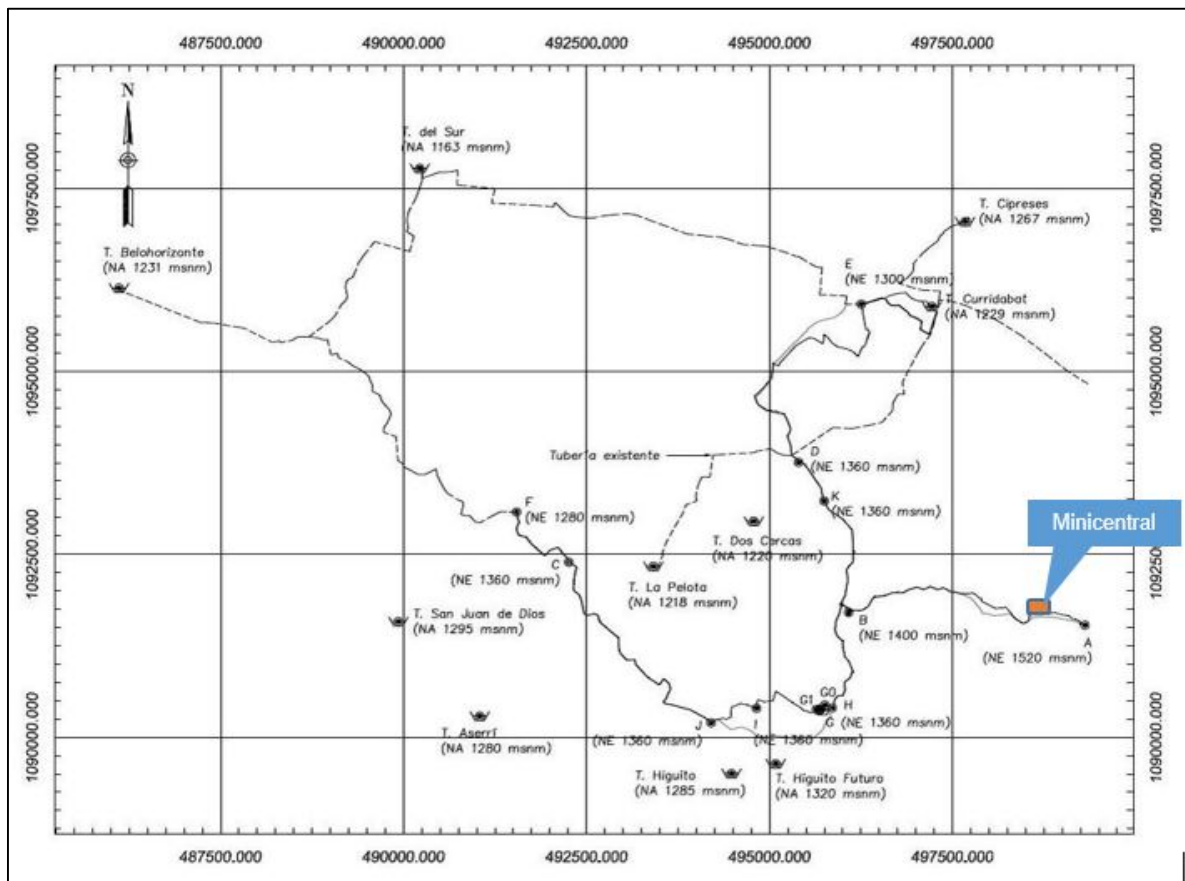 487500.000
490000.000
492500.000
495000.000
497500.000
N
T. del Sur
(NA 1163 msnm)
1097500.000
1097500.000
T. Cipreses
(NA 1267 msnm)
T. Belohorizonte
(NA 1231 msnm)
E
(NE 1300 msnm)
T. Curridabat
(NA 1229 msnm)
1095000.000
1095000.000
Tubería existente
D
(NE 1360 msnm)
K
(NE 1360 msnm)
F
(NE 1280 msnm)
Minicentral
T. Dos Cercas
(NA 1220 msnm)
1092500.000
1092500.000
C
(NE 1360 msnm)
T. La Pelota
(NA 1218 msnm)
T. San Juan de Dios
(NA 1295 msnm)
B
(NE 1400 msnm)
A
(NE 1520 msnm)
G1
G0
H
G
(NE 1360 msnm)
J
(NE 1360 msnm)
I
(NE 1360 msnm)
T. Aserrí
(NA 1280 msnm)
1090000.000
1090000.000
T. Higuito
(NA 1285 msnm)
T. Higuito Futuro
(NA 1320 msnm)
487500.000
490000.000
492500.000
495000.000
497500.000